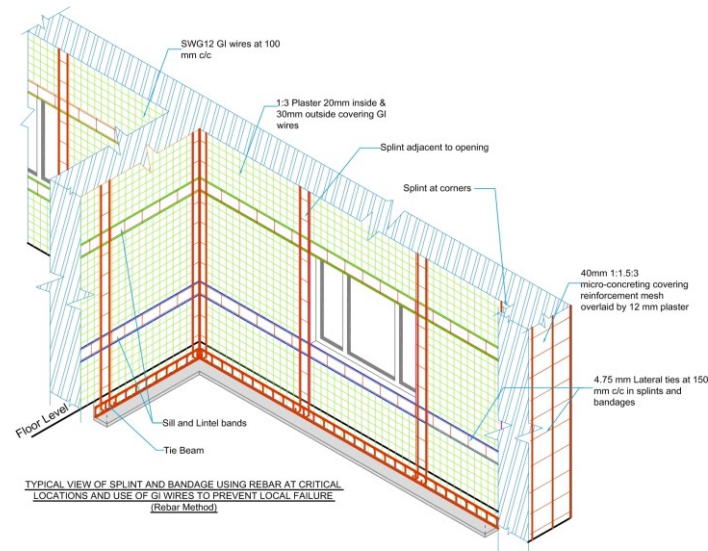 SWG12 GI wires at 100
mm c/c
1:3 Plaster 20mm inside &
30mm outside covering GI
wires
Splint adjacent to opening
Splint at corners
40mm 1:1.5:3
micro-concreting covering
reinforcement mesh
overlaid by 12 mm plaster
4.75 mm Lateral ties at 150
mm c/c in splints and
bandages
Floor Level
Sill and Lintel bands
Tie Beam
TYPICAL VIEW OF SPLINT AND BANDAGE USING REBAR AT CRITICAL
LOCATIONS AND USE OF GI WIRES TO PREVENT LOCAL FAILURE
(Rebar Method)